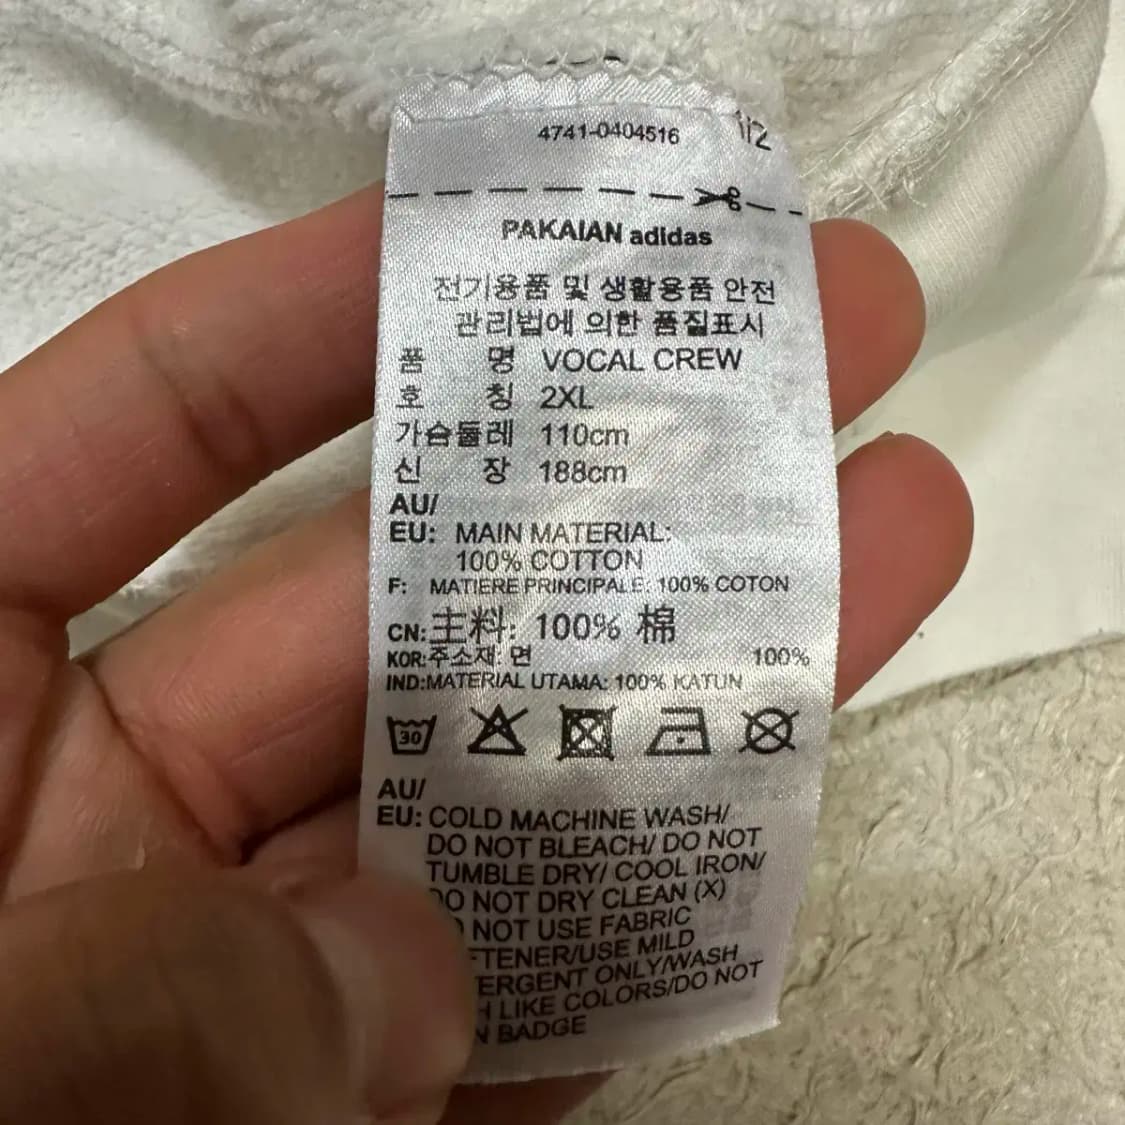 4741-0404516 1/2
PAKAIAN adidas
전기용품 및 생활용품 안전
관리법에 의한 품질표시
품 명 VOCAL CREW
호 칭 2XL
가슴둘레 110cm
신 장 188cm
AU/
EU: MAIN MATERIAL:
100% COTTON
F: MATIERE PRINCIPALE: 100% COTON
CN: 主料: 100% 棉
KOR: 주소재: 면 100%
IND: MATERIAL UTAMA: 100% KATUN
30
AU/
EU: COLD MACHINE WASH/
DO NOT BLEACH/ DO NOT
TUMBLE DRY/ COOL IRON/
DO NOT DRY CLEAN (X)
NOT USE FABRIC
USE MILD
ONLY/WASH
LIKE COLORS/DO NOT
BADGE